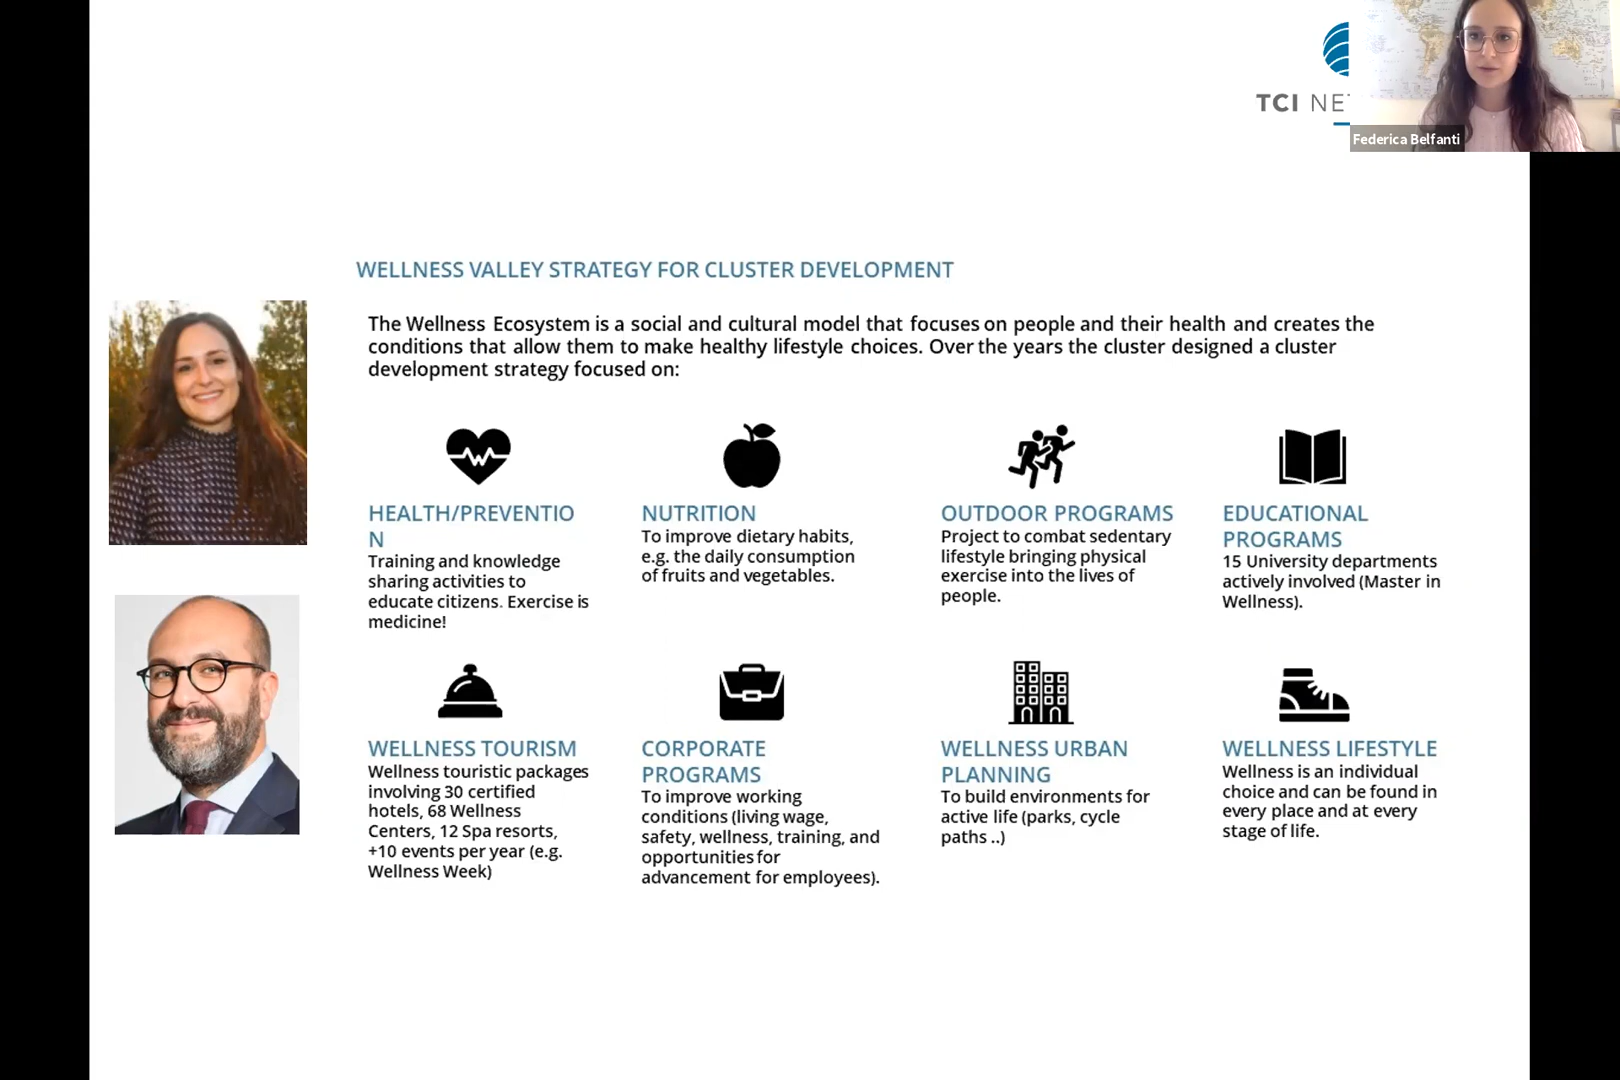 TCI NE
Federica Belfanti
WELLNESS VALLEY STRATEGY FOR CLUSTER DEVELOPMENT
The Wellness Ecosystem is a social and cultural model that focuses on people and their health and creates the
conditions that allow them to make healthy lifestyle choices. Over the years the cluster designed a cluster
development strategy focused on:
HEALTH/PREVENTIO
N
Training and knowledge
sharing activities to
educate citizens. Exercise is
medicine!
NUTRITION
To improve dietary habits,
e.g. the daily consumption
of fruits and vegetables.
OUTDOOR PROGRAMS
Project to combat sedentary
lifestyle bringing physical
exercise into the lives of
people.
EDUCATIONAL
PROGRAMS
15 University departments
actively involved (Master in
Wellness).
WELLNESS TOURISM
Wellness touristic packages
involving 30 certified
hotels, 68 Wellness
Centers, 12 Spa resorts,
+10 events per year (e.g.
Wellness Week)
CORPORATE
PROGRAMS
To improve working
conditions (living wage,
safety, wellness, training, and
opportunities for
advancement for employees).
WELLNESS URBAN
PLANNING
To build environments for
active life (parks, cycle
paths ..)
WELLNESS LIFESTYLE
Wellness is an individual
choice and can be found in
every place and at every
stage of life.